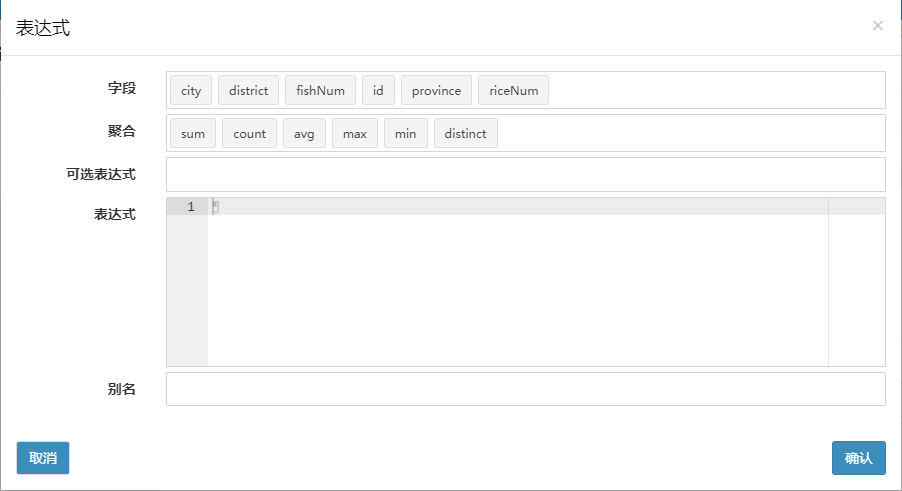 表达式 ×
字段 city district fishNum id province riceNum
聚合 sum count avg max min distinct
可选表达式
表达式 1 ¶
别名
取消 确认